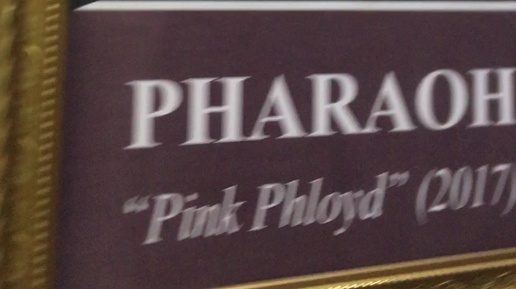 PHARAOH
“Pink Phloyd” (2017)